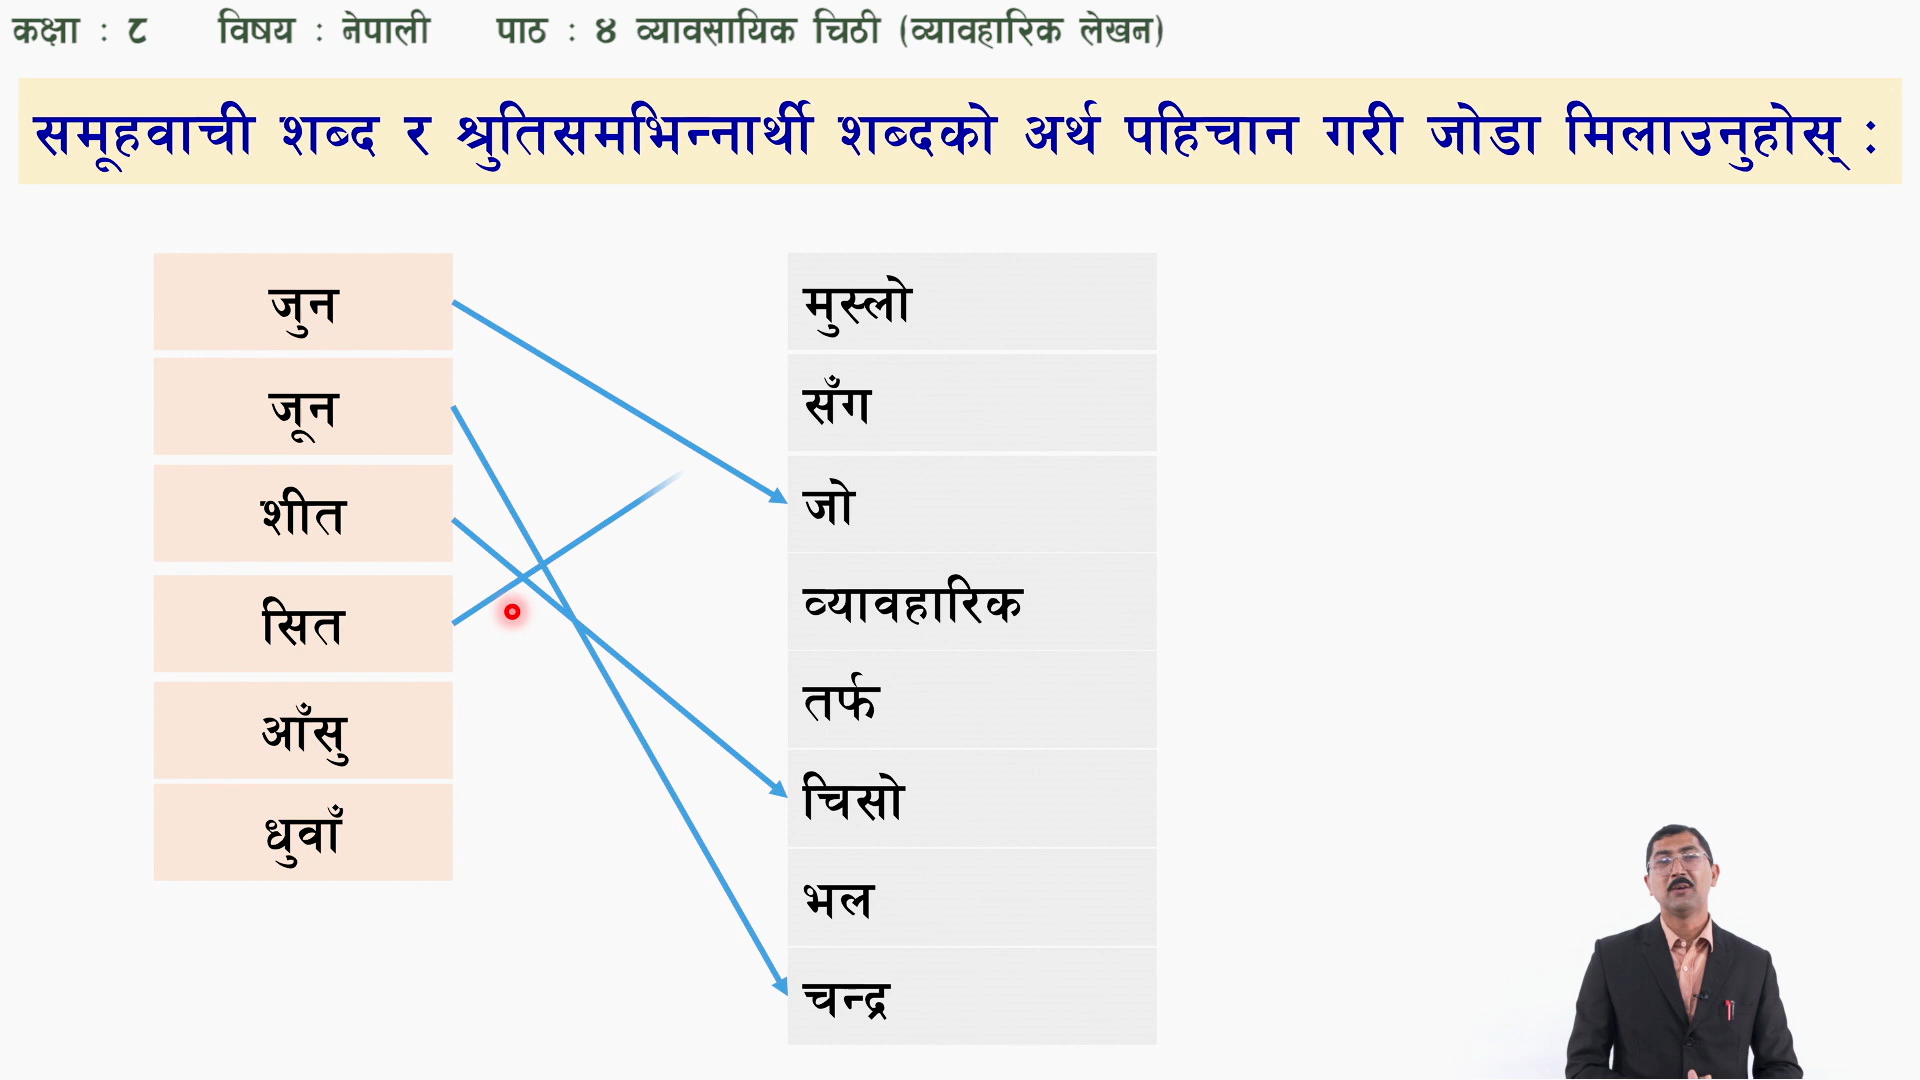 कक्षा : ८ विषय : नेपाली पाठ : ४ व्यावसायिक चिठी (व्यावहारिक लेखन)
समूहवाची शब्द र श्रुतिसमभिन्नार्थी शब्दको अर्थ पहिचान गरी जोडा मिलाउनुहोस् :
जुन
जून
शीत
सित
आँसु
धुवाँ
मुस्लो
सँग
जो
व्यावहारिक
तर्फ
चिसो
भल
चन्द्र